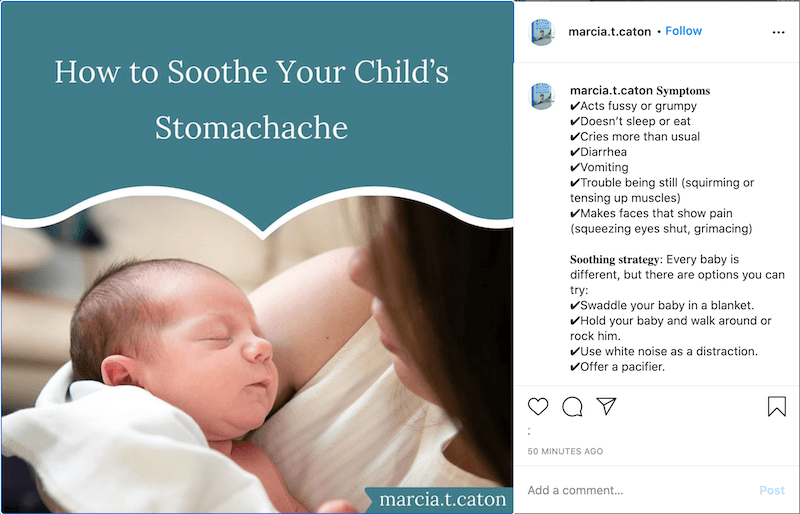 How to Soothe Your Child's
Stomachache
marcia.t.caton
marcia.t.caton • Follow
marcia.t.caton 𝐒𝐲𝐦𝐩𝐭𝐨𝐦𝐬
✔Acts fussy or grumpy
✔Doesn't sleep or eat
✔Cries more than usual
✔Diarrhea
✔Vomiting
✔Trouble being still (squirming or
tensing up muscles)
✔Makes faces that show pain
(squeezing eyes shut, grimacing)
𝐒𝐨𝐨𝐭𝐡𝐢𝐧𝐠 𝐬𝐭𝐫𝐚𝐭𝐞𝐠𝐲: Every baby is
different, but there are options you can
try:
✔Swaddle your baby in a blanket.
✔Hold your baby and walk around or
rock him.
✔Use white noise as a distraction.
✔Offer a pacifier.
50 MINUTES AGO
Add a comment...
Post